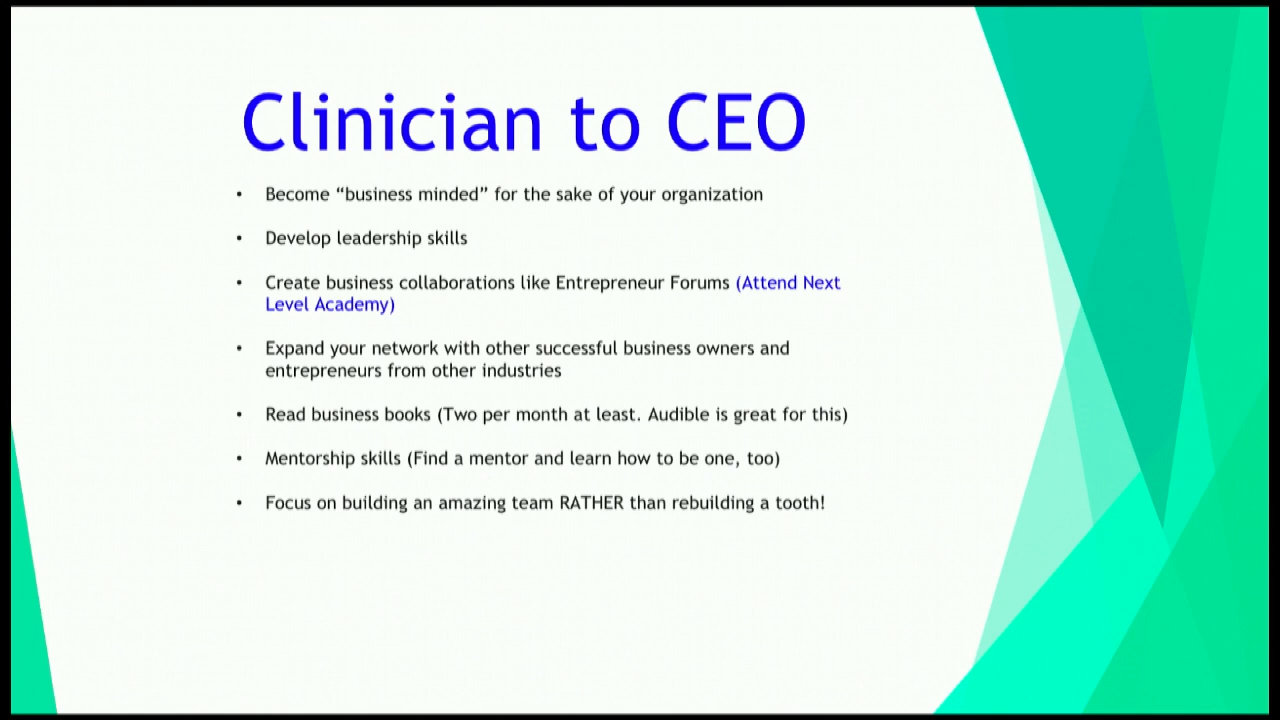 Clinician to CEO
• Become “business minded” for the sake of your organization
• Develop leadership skills
• Create business collaborations like Entrepreneur Forums (Attend Next
Level Academy)
• Expand your network with other successful business owners and
entrepreneurs from other industries
• Read business books (Two per month at least. Audible is great for this)
• Mentorship skills (Find a mentor and learn how to be one, too)
• Focus on building an amazing team RATHER than rebuilding a tooth!